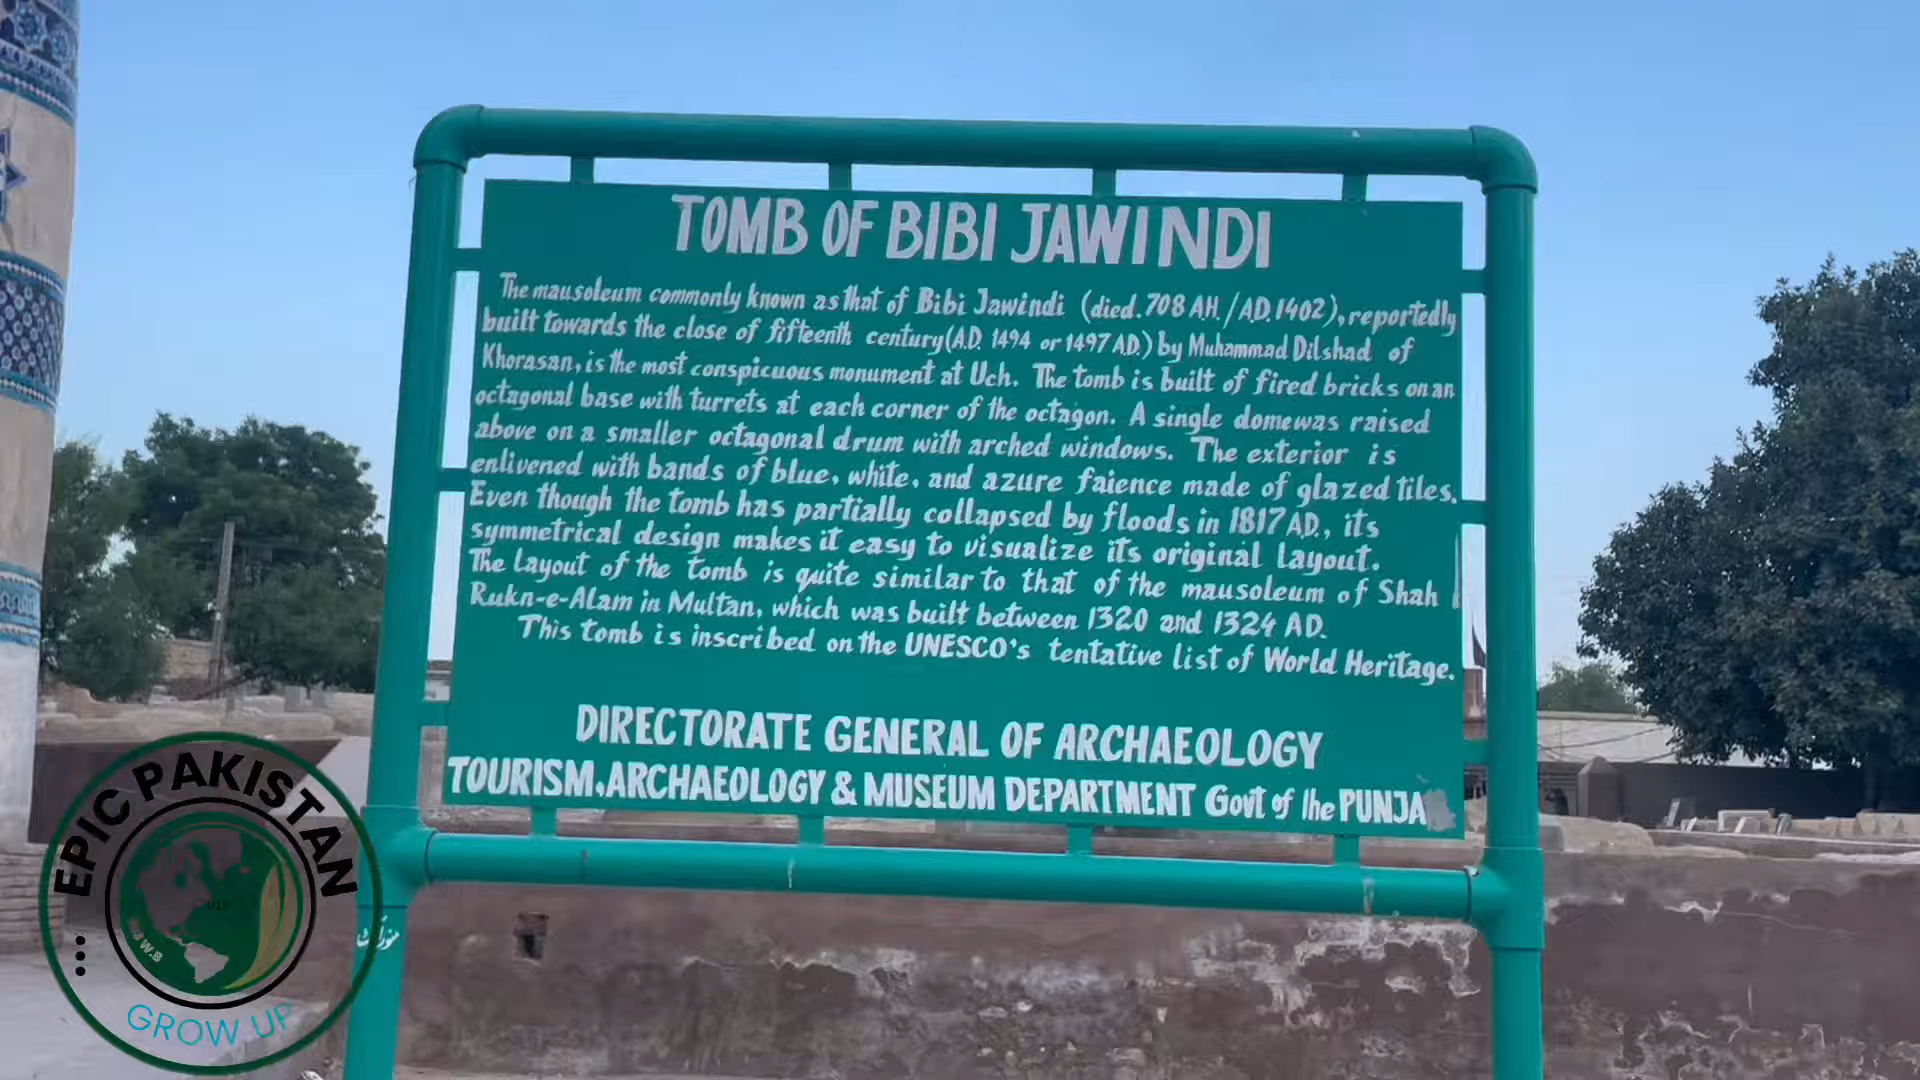 TOMB OF BIBI JAWINDI
The mausoleum commonly known as that of Bibi Jawindi (died. 708 A.H. / A.D. 1402), reportedly
built towards the close of fifteenth century (A.D. 1494 or 1497 A.D.) by Muhammad Dilshad of
Khorasan, is the most conspicuous monument at Uch. The tomb is built of fired bricks on an
octagonal base with turrets at each corner of the octagon. A single dome was raised
above on a smaller octagonal drum with arched windows. The exterior is
enlivened with bands of blue, white, and azure faience made of glazed tiles.
Even though the tomb has partially collapsed by floods in 1817 AD., its
symmetrical design makes it easy to visualize its original layout.
The layout of the tomb is quite similar to that of the mausoleum of Shah
Rukn-e-Alam in Multan, which was built between 1320 and 1324 AD.
This tomb is inscribed on the UNESCO's tentative list of World Heritage.
DIRECTORATE GENERAL OF ARCHAEOLOGY
TOURISM, ARCHAEOLOGY & MUSEUM DEPARTMENT Govt of the PUNJA
EPIC PAKISTAN
GROW UP